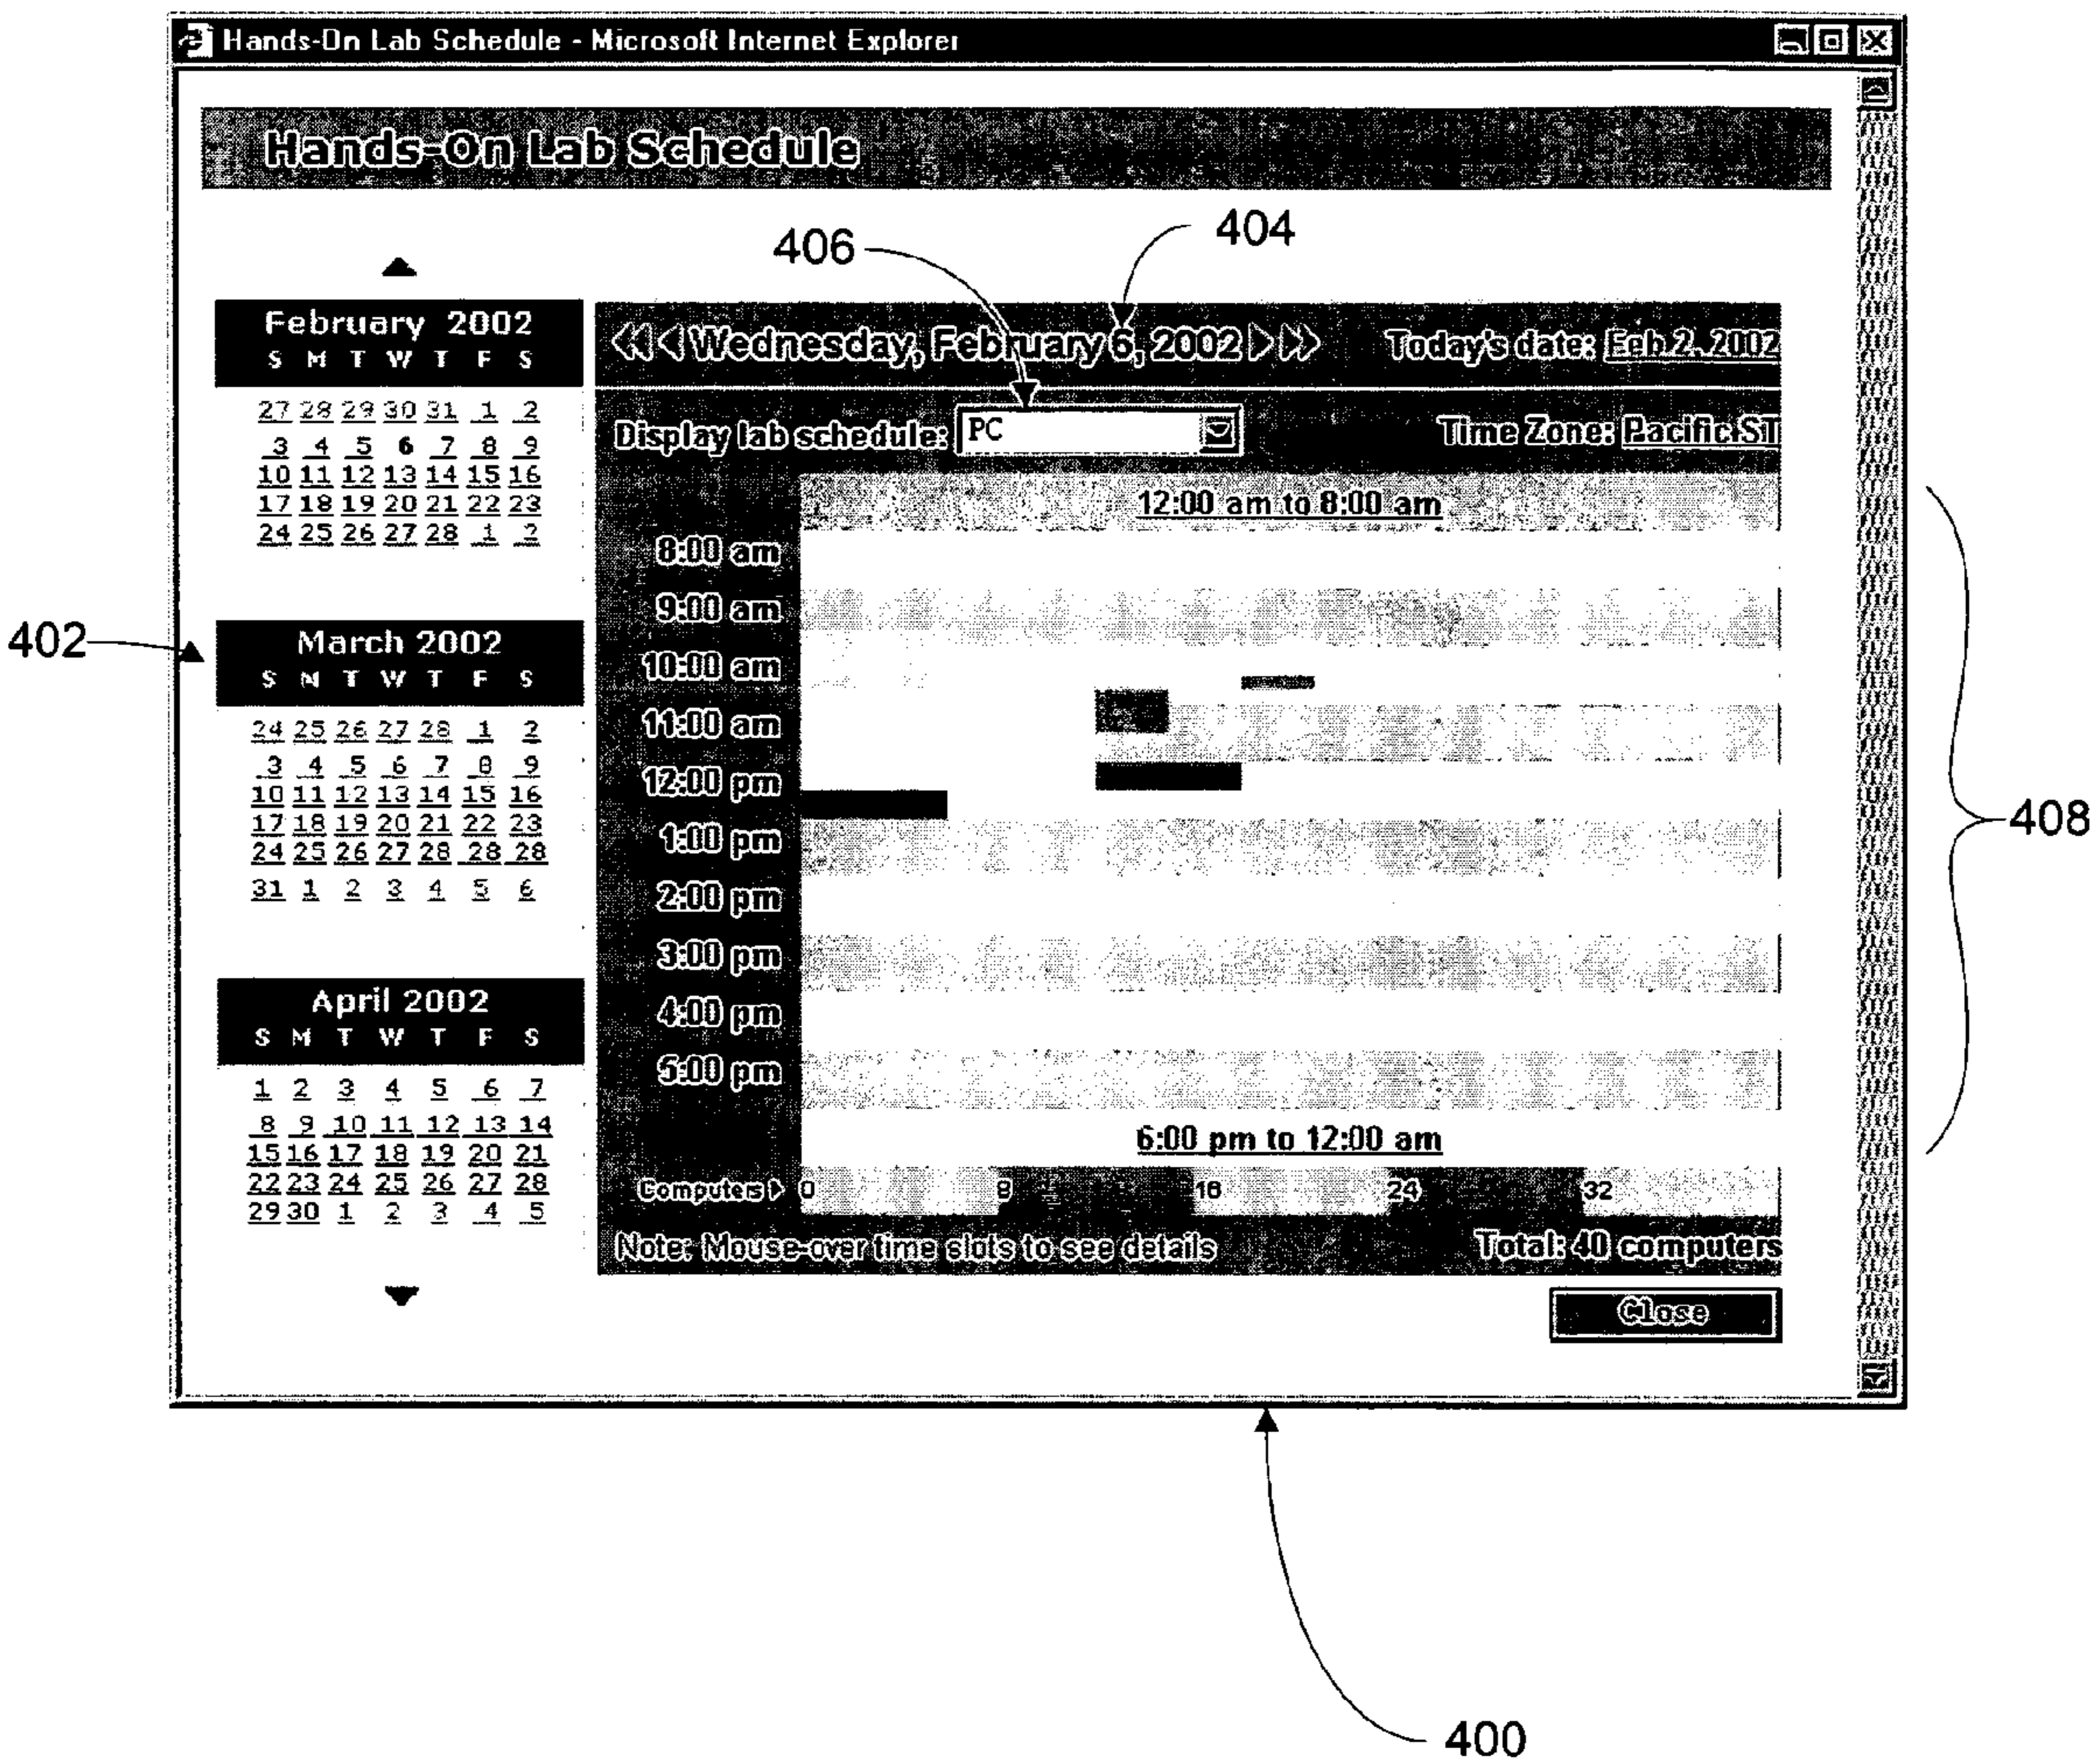 Hands-On Lab Schedule - Microsoft Internet Explorer
Hands-On Lab Schedule
406
404
February 2002
S M T W T F S
27 28 29 30 31 1 2
3 4 5 6 7 8 9
10 11 12 13 14 15 16
17 18 19 20 21 22 23
24 25 26 27 28 1 2
402
March 2002
S M T W T F S
24 25 26 27 28 1 2
3 4 5 6 7 8 9
10 11 12 13 14 15 16
17 18 19 20 21 22 23
24 25 26 27 28 28 28
31 1 2 3 4 5 6
April 2002
S M T W T F S
1 2 3 4 5 6 7
8 9 10 11 12 13 14
15 16 17 18 19 20 21
22 23 24 25 26 27 28
29 30 1 2 3 4 5
Wednesday, February 6, 2002
Today's date: Feb 2, 2002
Display lab schedule: PC
Time Zone: Pacific ST
12:00 am to 8:00 am
8:00 am
9:00 am
10:00 am
11:00 am
12:00 pm
1:00 pm
2:00 pm
3:00 pm
4:00 pm
5:00 pm
6:00 pm to 12:00 am
Computers 0 8 16 24 32
Note: Mouse-over time slots to see details
Total: 40 computers
Close
408
400